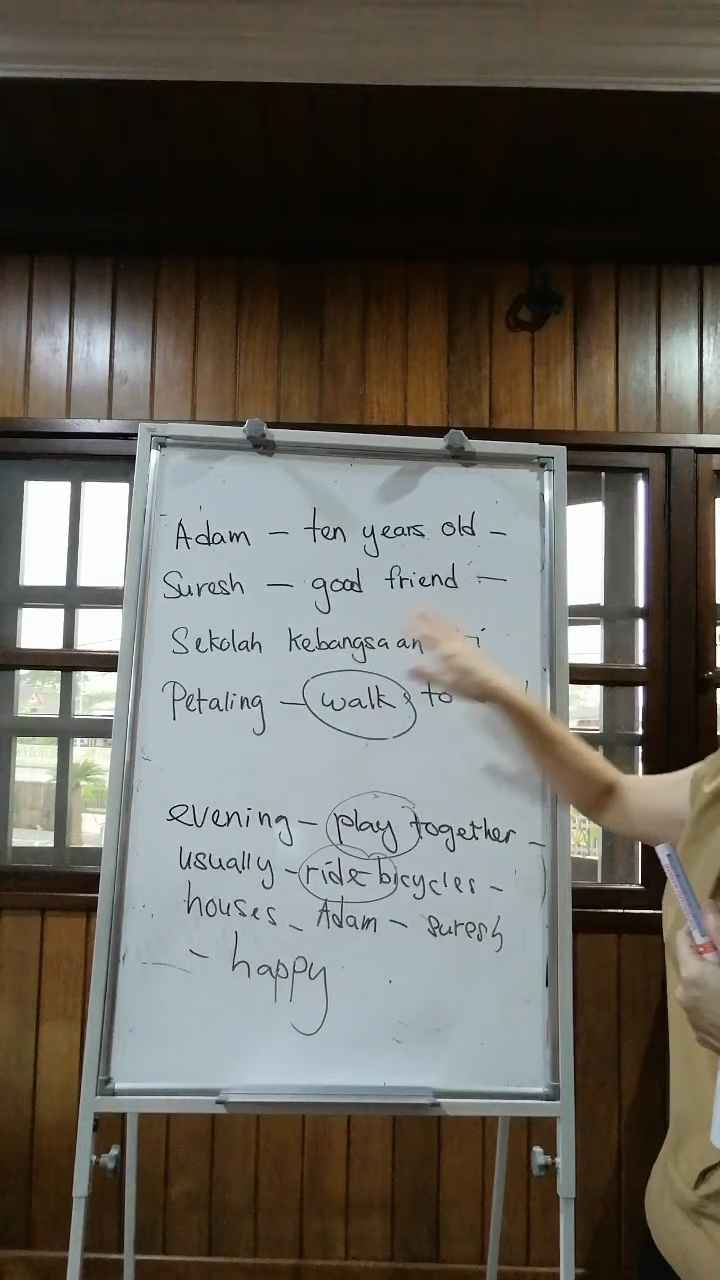 Adam – ten years old –
Suresh – good friend –
Sekolah Kebangsaan
Petaling – walk to
evening – play together –
usually – ride bicycles –
houses – Adam – Suresh
– happy